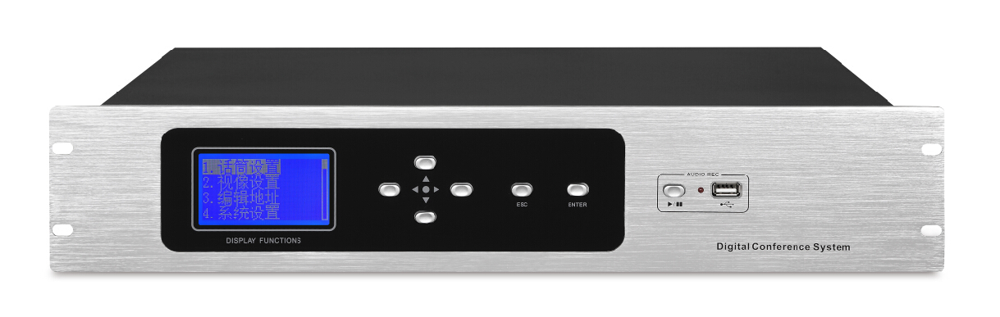 1.话筒设置
2.视像设置
3.编辑地址
4.系统设置
DISPLAY FUNCTIONS
ESC
ENTER
AUDIO REC
Digital Conference System